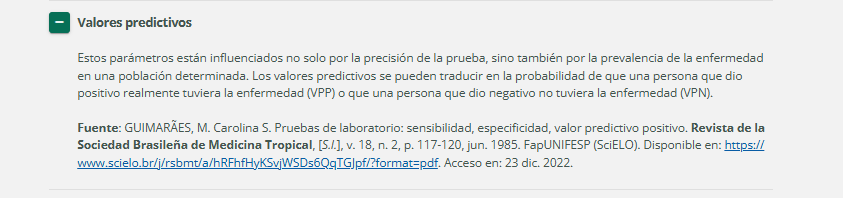 Valores predictivos
Estos parámetros están influenciados no solo por la precisión de la prueba, sino también por la prevalencia de la enfermedad
en una población determinada. Los valores predictivos se pueden traducir en la probabilidad de que una persona que dio
positivo realmente tuviera la enfermedad (VPP) o que una persona que dio negativo no tuviera la enfermedad (VPN).
Fuente: GUIMARÃES, M. Carolina S. Pruebas de laboratorio: sensibilidad, especificidad, valor predictivo positivo. Revista de la
Sociedad Brasileña de Medicina Tropical, [S.l.], v. 18, n. 2, p. 117-120, jun. 1985. FapUNIFESP (SciELO). Disponible en: https://
www.scielo.br/j/rsbmt/a/hRFhfHyKSvjWSDs6QqTGJpf/?format=pdf. Acceso en: 23 dic. 2022.